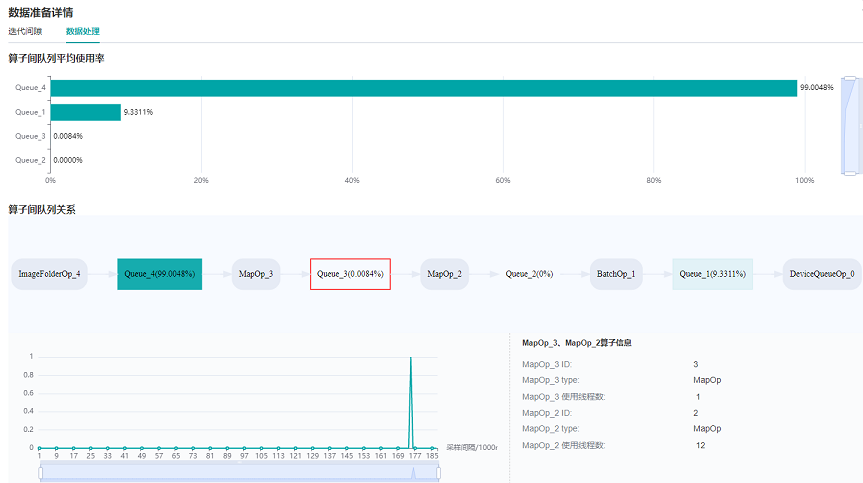 数据准备详情
迭代间隙 数据处理
算子间队列平均使用率
Queue_4 99.0048%
Queue_1 9.3311%
Queue_3 0.0084%
Queue_2 0.0000%
0% 20% 40% 60% 80% 100%
算子间队列关系
ImageFolderOp_4 Queue_4(99.0048%) MapOp_3 Queue_3(0.0084%) MapOp_2 Queue_2(0%) BatchOp_1 Queue_1(9.3311%) DeviceQueueOp_0
1
0.8
0.6
0.4
0.2
0
1 9 17 25 33 41 49 57 65 73 81 89 97 105 113 121 129 137 145 153 161 169 177 185
采样间隔/1000r
MapOp_3、MapOp_2算子信息
MapOp_3 ID: 3
MapOp_3 type: MapOp
MapOp_3 使用线程数: 1
MapOp_2 ID: 2
MapOp_2 type: MapOp
MapOp_2 使用线程数: 12